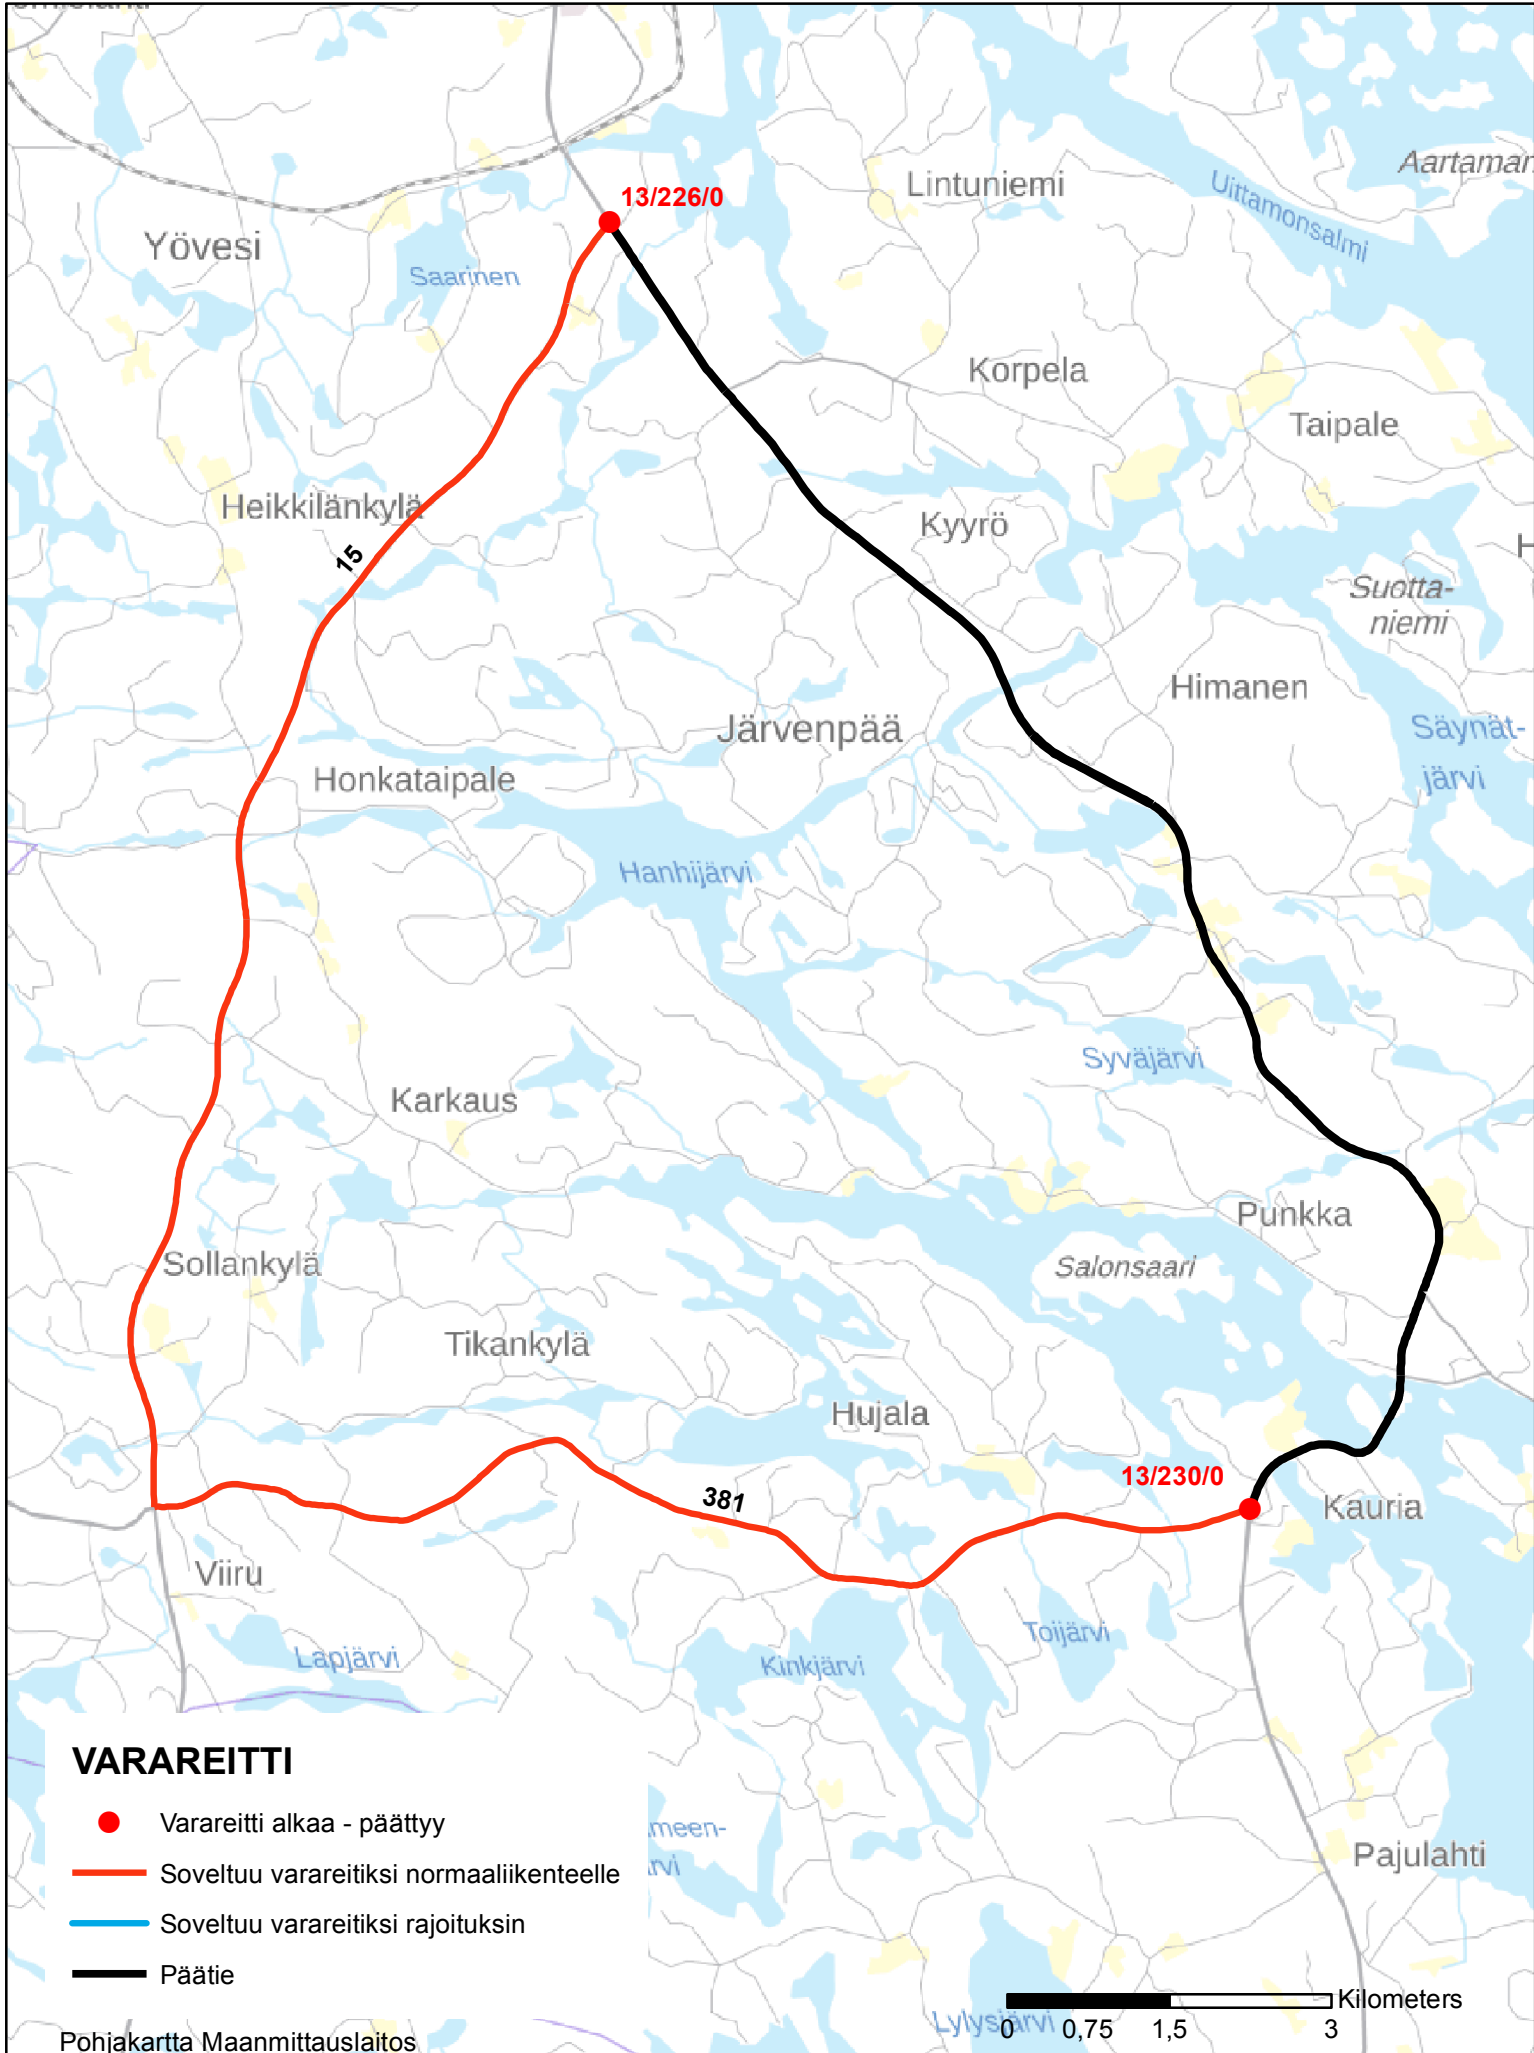 Aartaman
Lintuniemi
Uittamonsalmi
13/226/0
Yövesi
Saarinen
Korpela
Taipale
Heikkilänkylä
Kyyrö
H
15
Suotta-
niemi
Himanen
Järvenpää
Säynät-
järvi
Honkataipale
Hanhijärvi
Syväjärvi
Karkaus
Punkka
Sollankylä
Salonsaari
Tikankylä
Hujala
13/230/0
381
Kauria
Viiru
Toijärvi
Lapjärvi
Kinkjärvi
VARAREITTI
Varareitti alkaa - päättyy
meen-
rvi
Pajulahti
Soveltuu varareitiksi normaaliikenteelle
Soveltuu varareitiksi rajoituksin
Päätie
Kilometers
Lylysjärvi
0 0,75 1,5 3
Pohjakartta Maanmittauslaitos